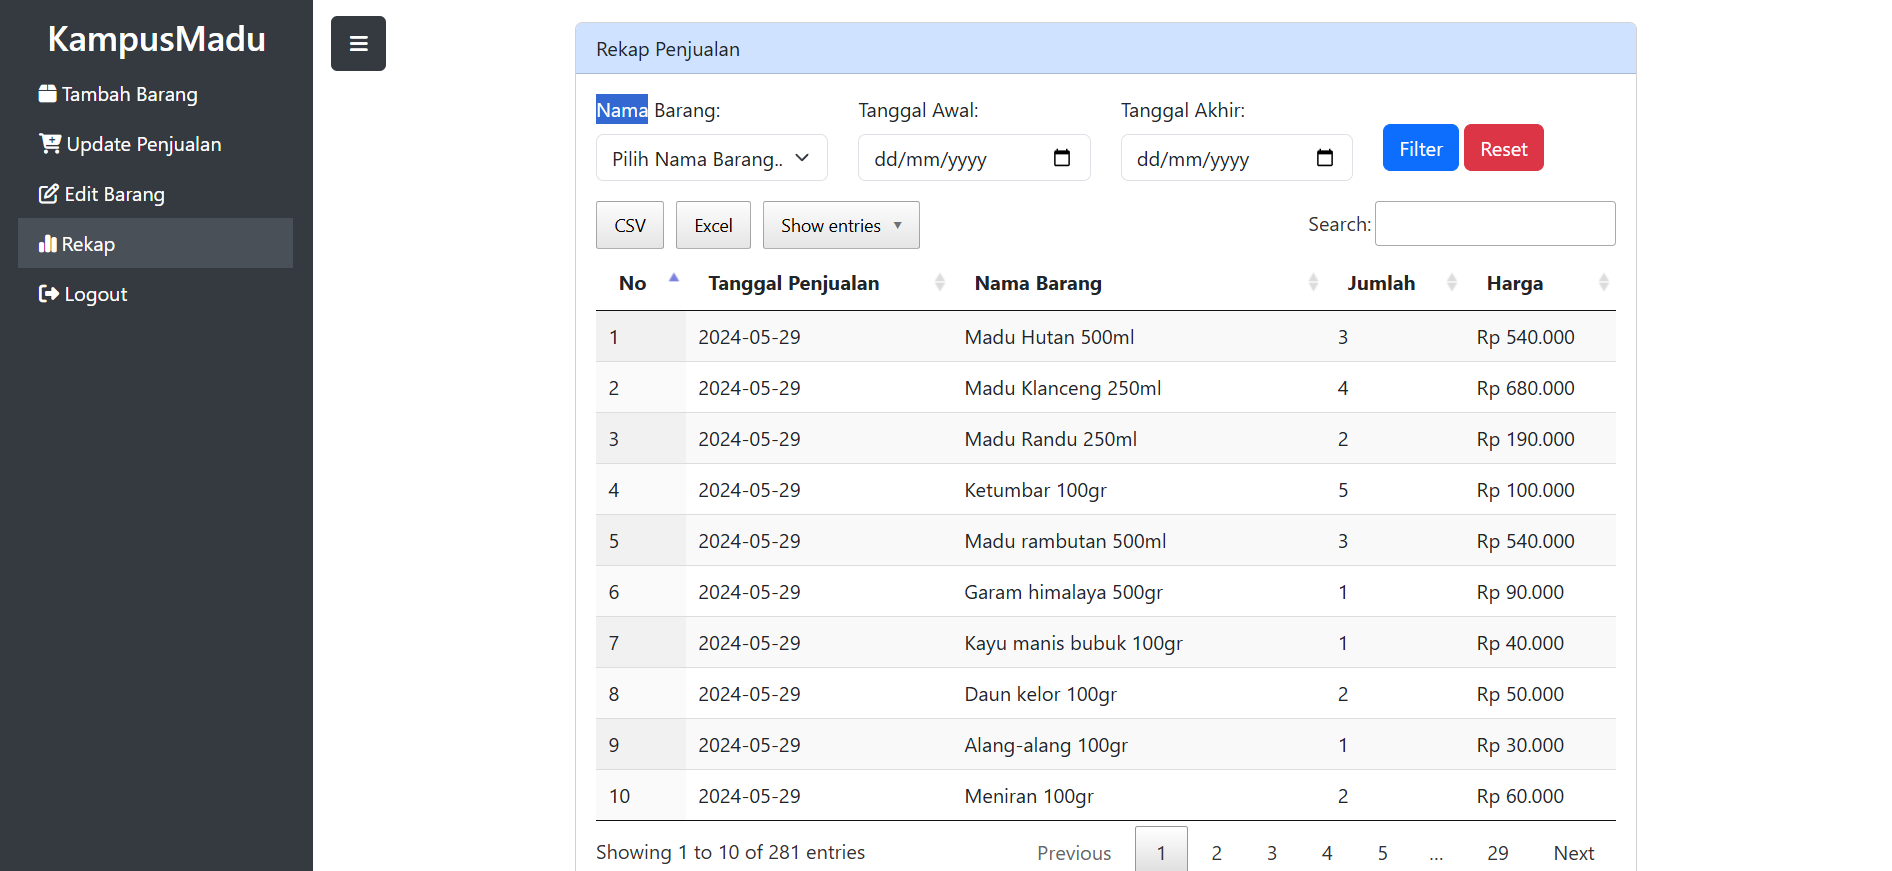 KampusMadu
Tambah Barang
Update Penjualan
Edit Barang
Rekap
Logout
Rekap Penjualan
Nama Barang: Tanggal Awal: Tanggal Akhir:
Pilih Nama Barang.. dd/mm/yyyy dd/mm/yyyy Filter Reset
CSV Excel Show entries Search:
No Tanggal Penjualan Nama Barang Jumlah Harga
1 2024-05-29 Madu Hutan 500ml 3 Rp 540.000
2 2024-05-29 Madu Klanceng 250ml 4 Rp 680.000
3 2024-05-29 Madu Randu 250ml 2 Rp 190.000
4 2024-05-29 Ketumbar 100gr 5 Rp 100.000
5 2024-05-29 Madu rambutan 500ml 3 Rp 540.000
6 2024-05-29 Garam himalaya 500gr 1 Rp 90.000
7 2024-05-29 Kayu manis bubuk 100gr 1 Rp 40.000
8 2024-05-29 Daun kelor 100gr 2 Rp 50.000
9 2024-05-29 Alang-alang 100gr 1 Rp 30.000
10 2024-05-29 Meniran 100gr 2 Rp 60.000
Showing 1 to 10 of 281 entries Previous 1 2 3 4 5 ... 29 Next